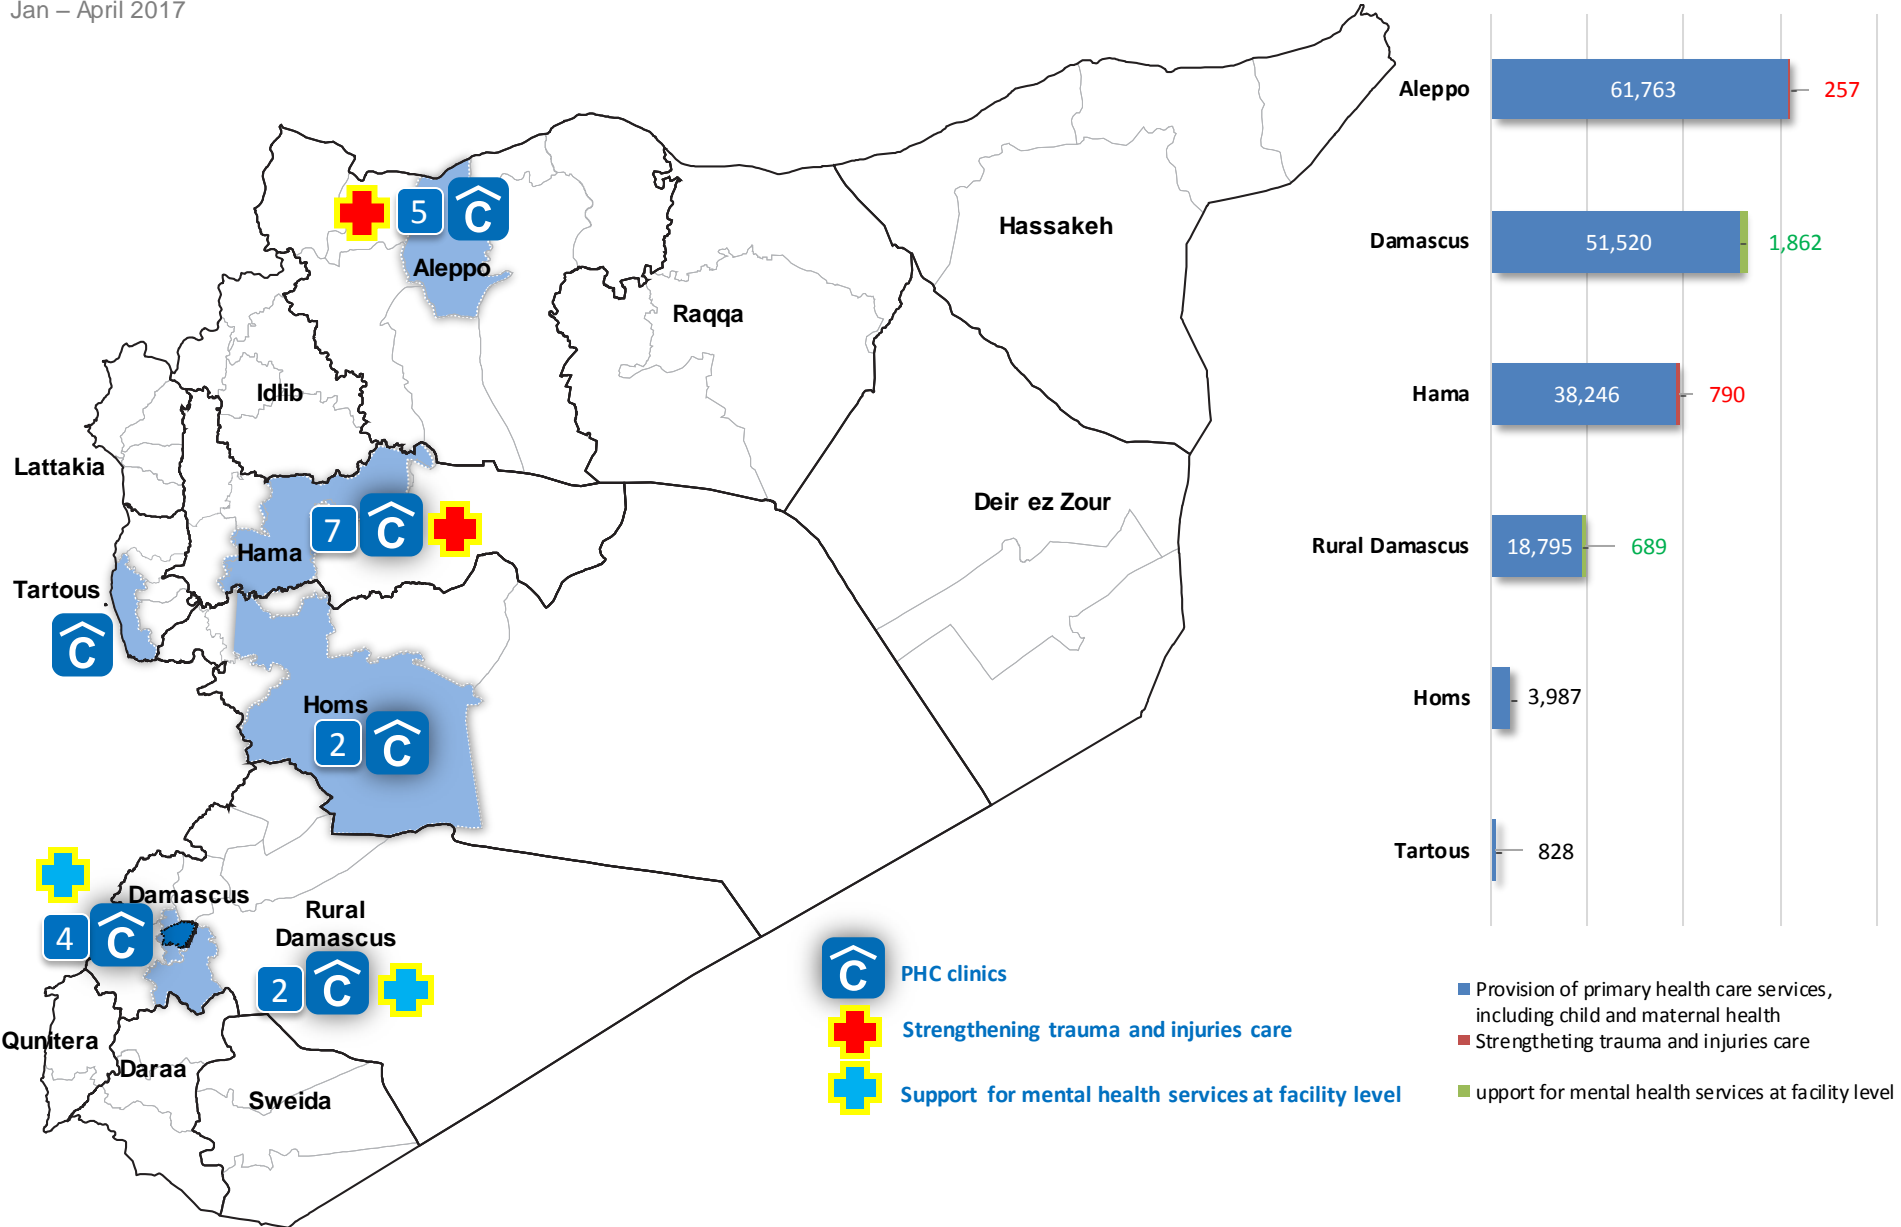 Jan – April 2017
5
C
Aleppo
Hassakeh
Raqqa
Idlib
Lattakia
Deir ez Zour
7
C
Hama
Tartous
C
Homs
2
C
Damascus
4
C
Rural
Damascus
2
C
Qunitera
Daraa
Sweida
C
PHC clinics
Strengthening trauma and injuries care
Support for mental health services at facility level
Aleppo 61,763 257
Damascus 51,520 1,862
Hama 38,246 790
Rural Damascus 18,795 689
Homs 3,987
Tartous 828
Provision of primary health care services,
including child and maternal health
Strengtheting trauma and injuries care
upport for mental health services at facility level